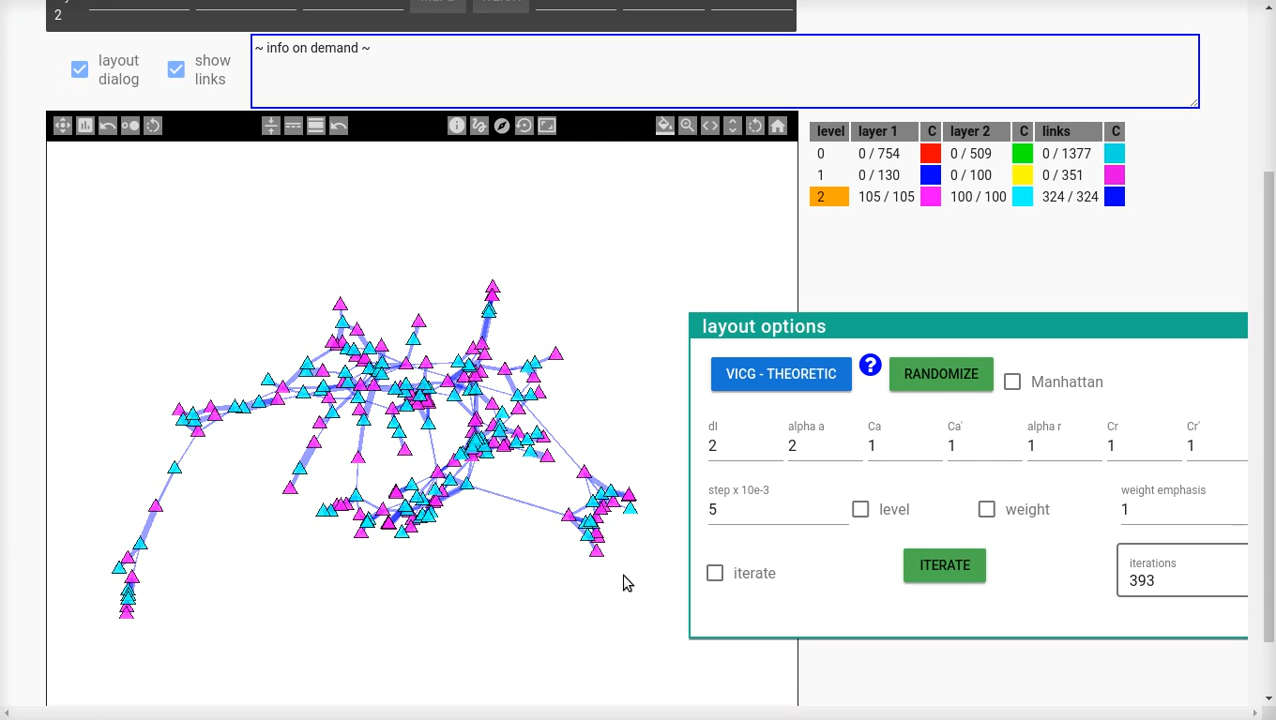 2
layout dialog
show links
~ info on demand ~
level layer 1 C layer 2 C links C
0 0 / 754 0 / 509 0 / 1377
1 0 / 130 0 / 100 0 / 351
2 105 / 105 100 / 100 324 / 324
layout options
VICG - THEORETIC ? RANDOMIZE Manhattan
dI alpha a Ca Ca' alpha r Cr Cr'
2 2 1 1 1 1 1
step x 10e-3 weight emphasis
5 level weight 1
iterate ITERATE iterations
393